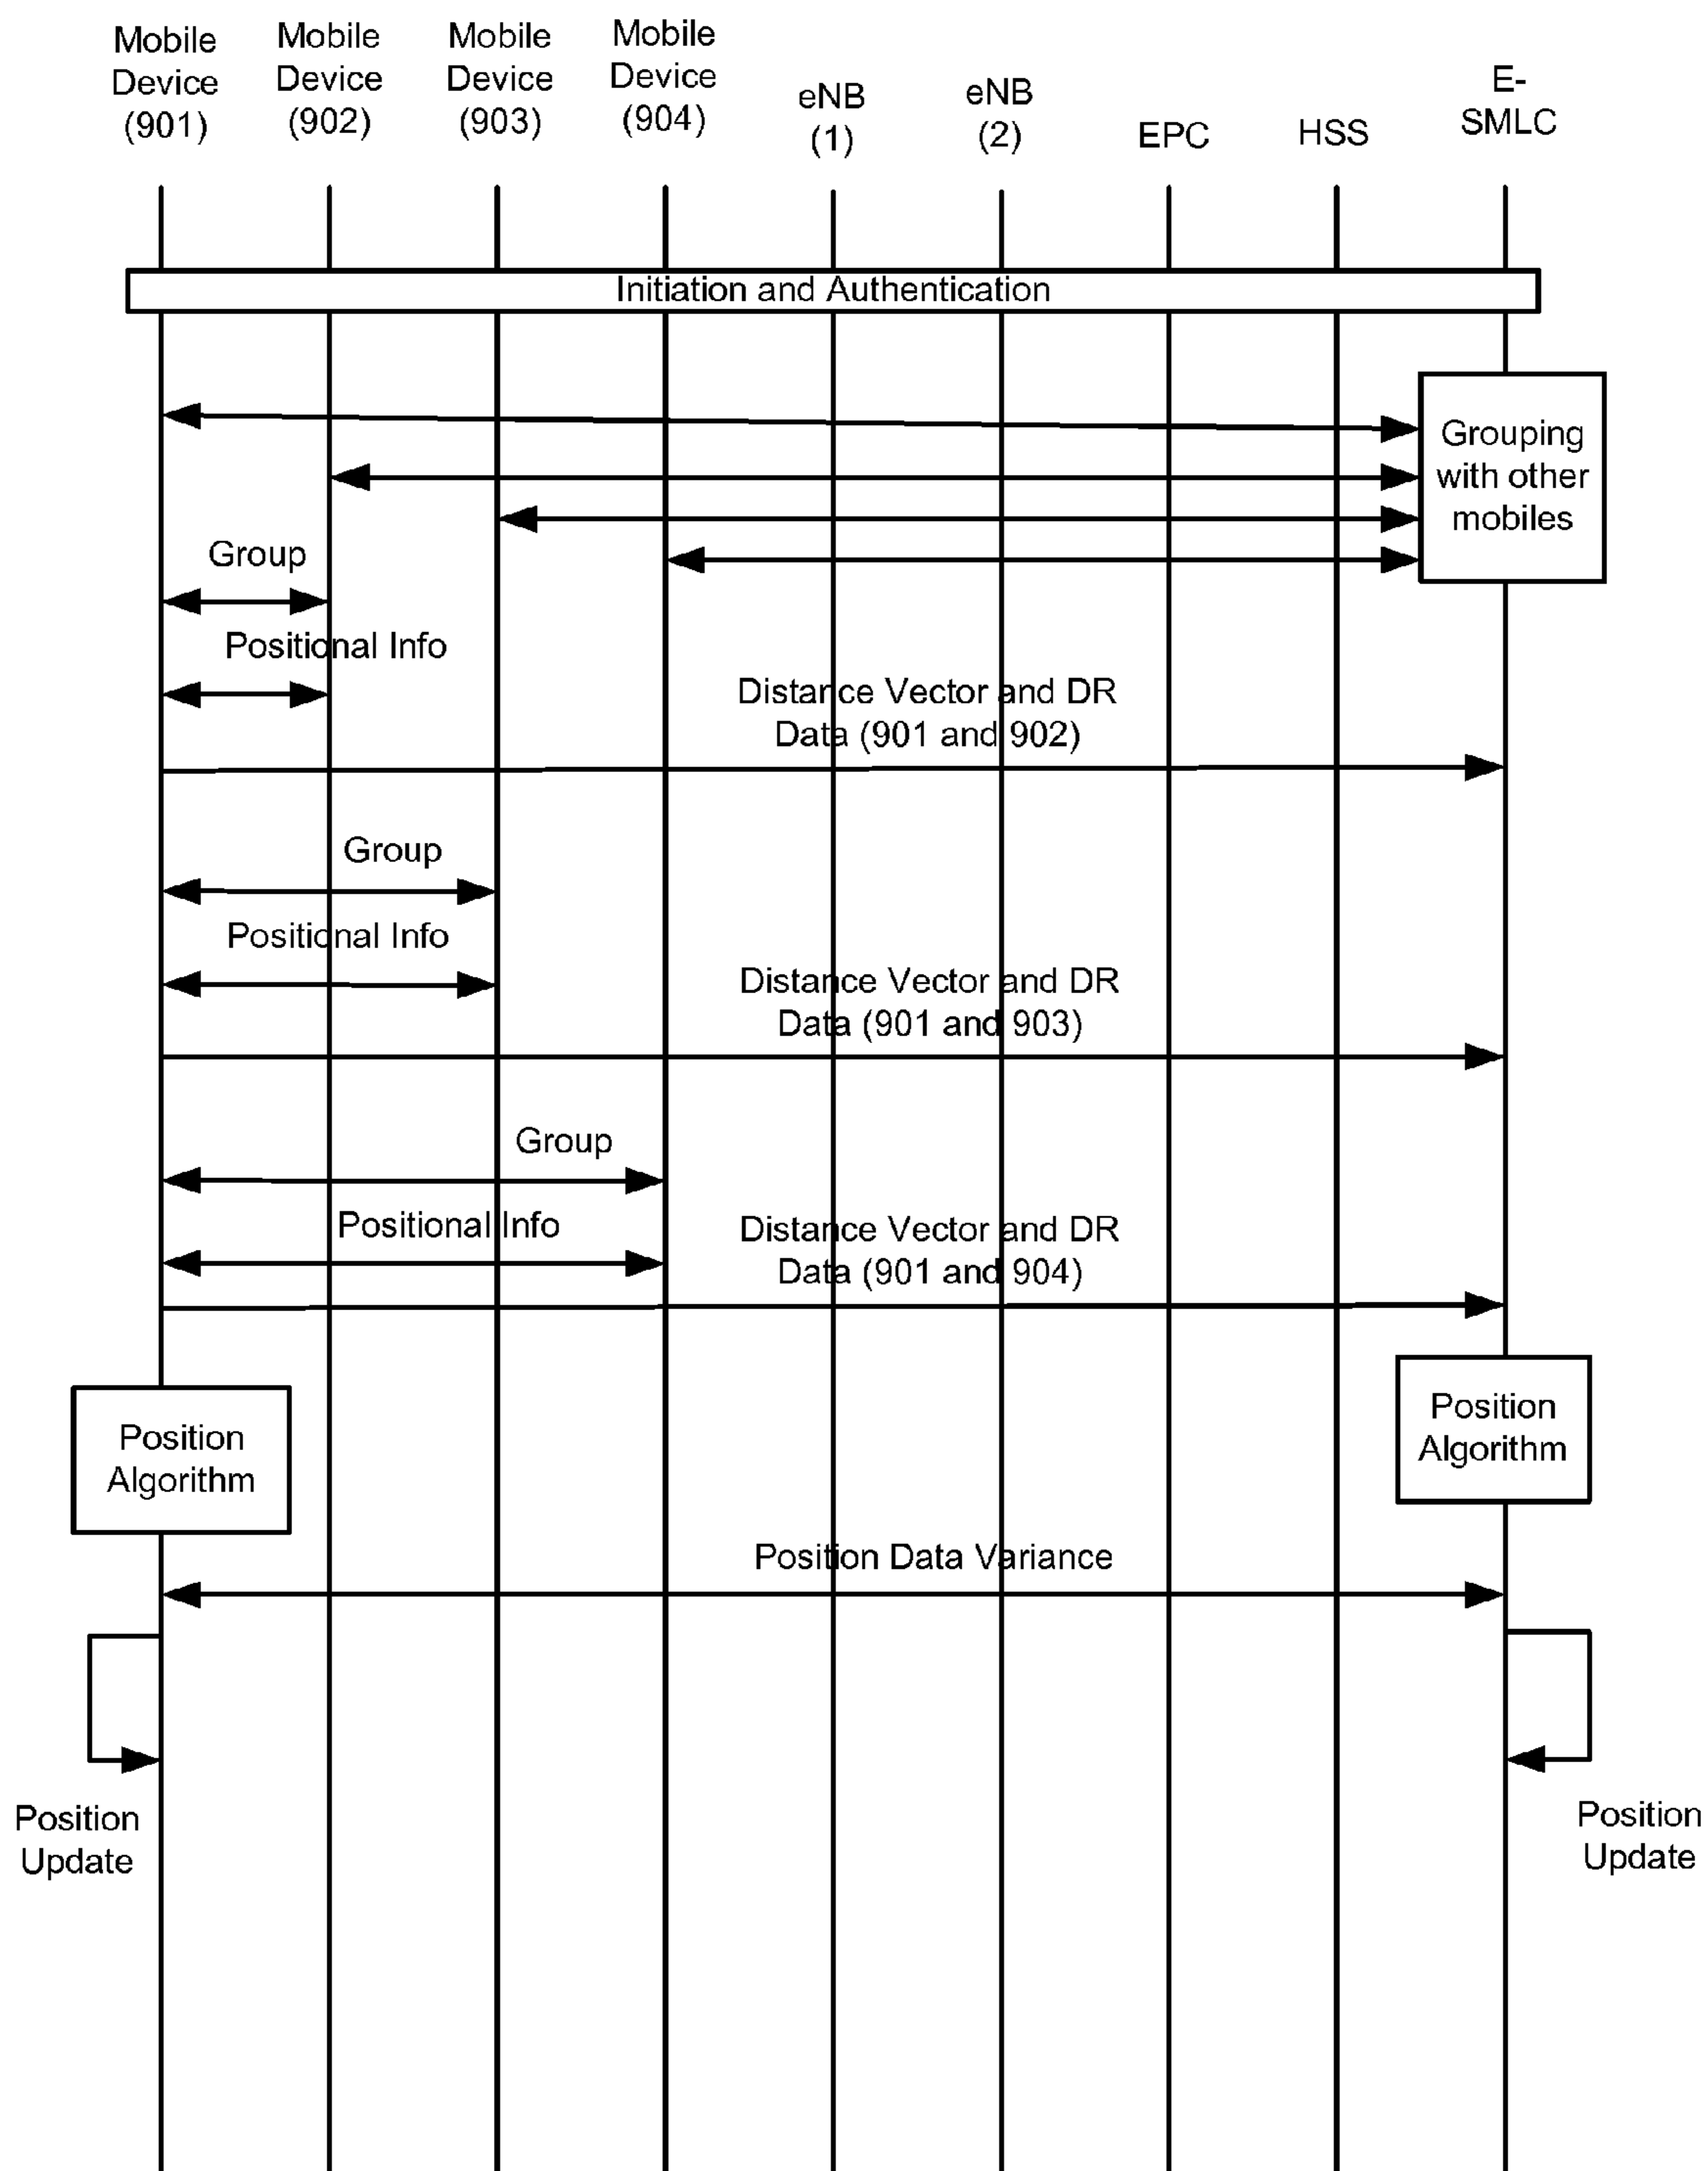 Mobile
Device
(901)
Mobile
Device
(902)
Mobile
Device
(903)
Mobile
Device
(904)
eNB
(1)
eNB
(2)
EPC
HSS
E-
SMLC
Initiation and Authentication
Grouping
with other
mobiles
Group
Positional Info
Distance Vector and DR
Data (901 and 902)
Group
Positional Info
Distance Vector and DR
Data (901 and 903)
Group
Positional Info
Distance Vector and DR
Data (901 and 904)
Position
Algorithm
Position
Algorithm
Position Data Variance
Position
Update
Position
Update